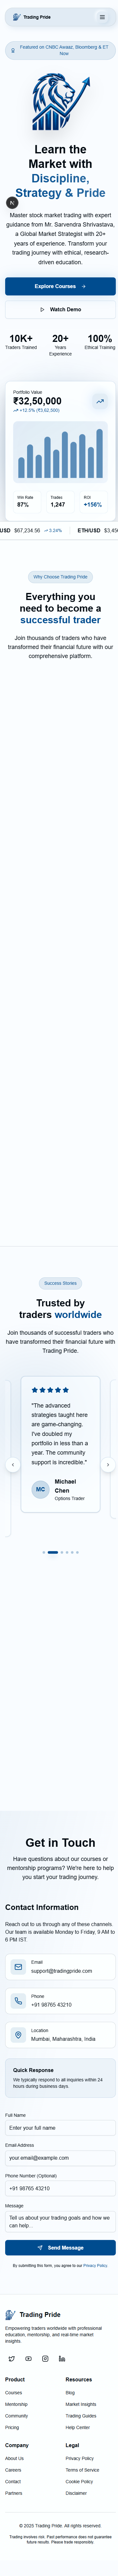 Trading Pride
Featured on CNBC Awaaz, Bloomberg & ET
Now
Learn the
Market with
Discipline,
Strategy & Pride
N
Master stock market trading with expert
guidance from Mr. Sarvendra Shrivastava,
a Global Market Strategist with 20+
years of experience. Transform your
trading journey with ethical, research-
driven education.
Explore Courses
Watch Demo
10K+
Traders Trained
20+
Years
Experience
100%
Ethical Training
Portfolio Value
₹32,50,000
+12.5% (₹3,62,000)
Win Rate
87%
Trades
1,247
ROI
+156%
USD $67,234.56 2.24% ETH/USD $3,456
Why Choose Trading Pride
Everything you
need to become a
successful trader
Join thousands of traders who have
transformed their financial future with our
comprehensive platform.
Success Stories
Trusted by
traders worldwide
Join thousands of successful traders who
have transformed their financial lives with
Trading Pride.
"The advanced
strategies taught here
are game-changing.
I've doubled my
portfolio in less than a
year. The community
support is incredible."
MC
Michael
Chen
Options Trader
Get in Touch
Have questions about our courses or
mentorship programs? We're here to help
you start your trading journey.
Contact Information
Reach out to us through any of these channels.
Our team is available Monday to Friday, 9 AM to
6 PM IST.
Email
support@tradingpride.com
Phone
+91 98765 43210
Location
Mumbai, Maharashtra, India
Quick Response
We typically respond to all inquiries within 24
hours during business days.
Full Name
Enter your full name
Email Address
your.email@example.com
Phone Number (Optional)
+91 98765 43210
Message
Tell us about your trading goals and how we
can help...
Send Message
By submitting this form, you agree to our Privacy Policy.
Trading Pride
Empowering traders worldwide with professional
education, mentorship, and real-time market
insights.
Product
Courses
Mentorship
Community
Pricing
Resources
Blog
Market Insights
Trading Guides
Help Center
Company
About Us
Careers
Contact
Partners
Legal
Privacy Policy
Terms of Service
Cookie Policy
Disclaimer
© 2025 Trading Pride. All rights reserved.
Trading involves risk. Past performance does not guarantee
future results. Please trade responsibly.